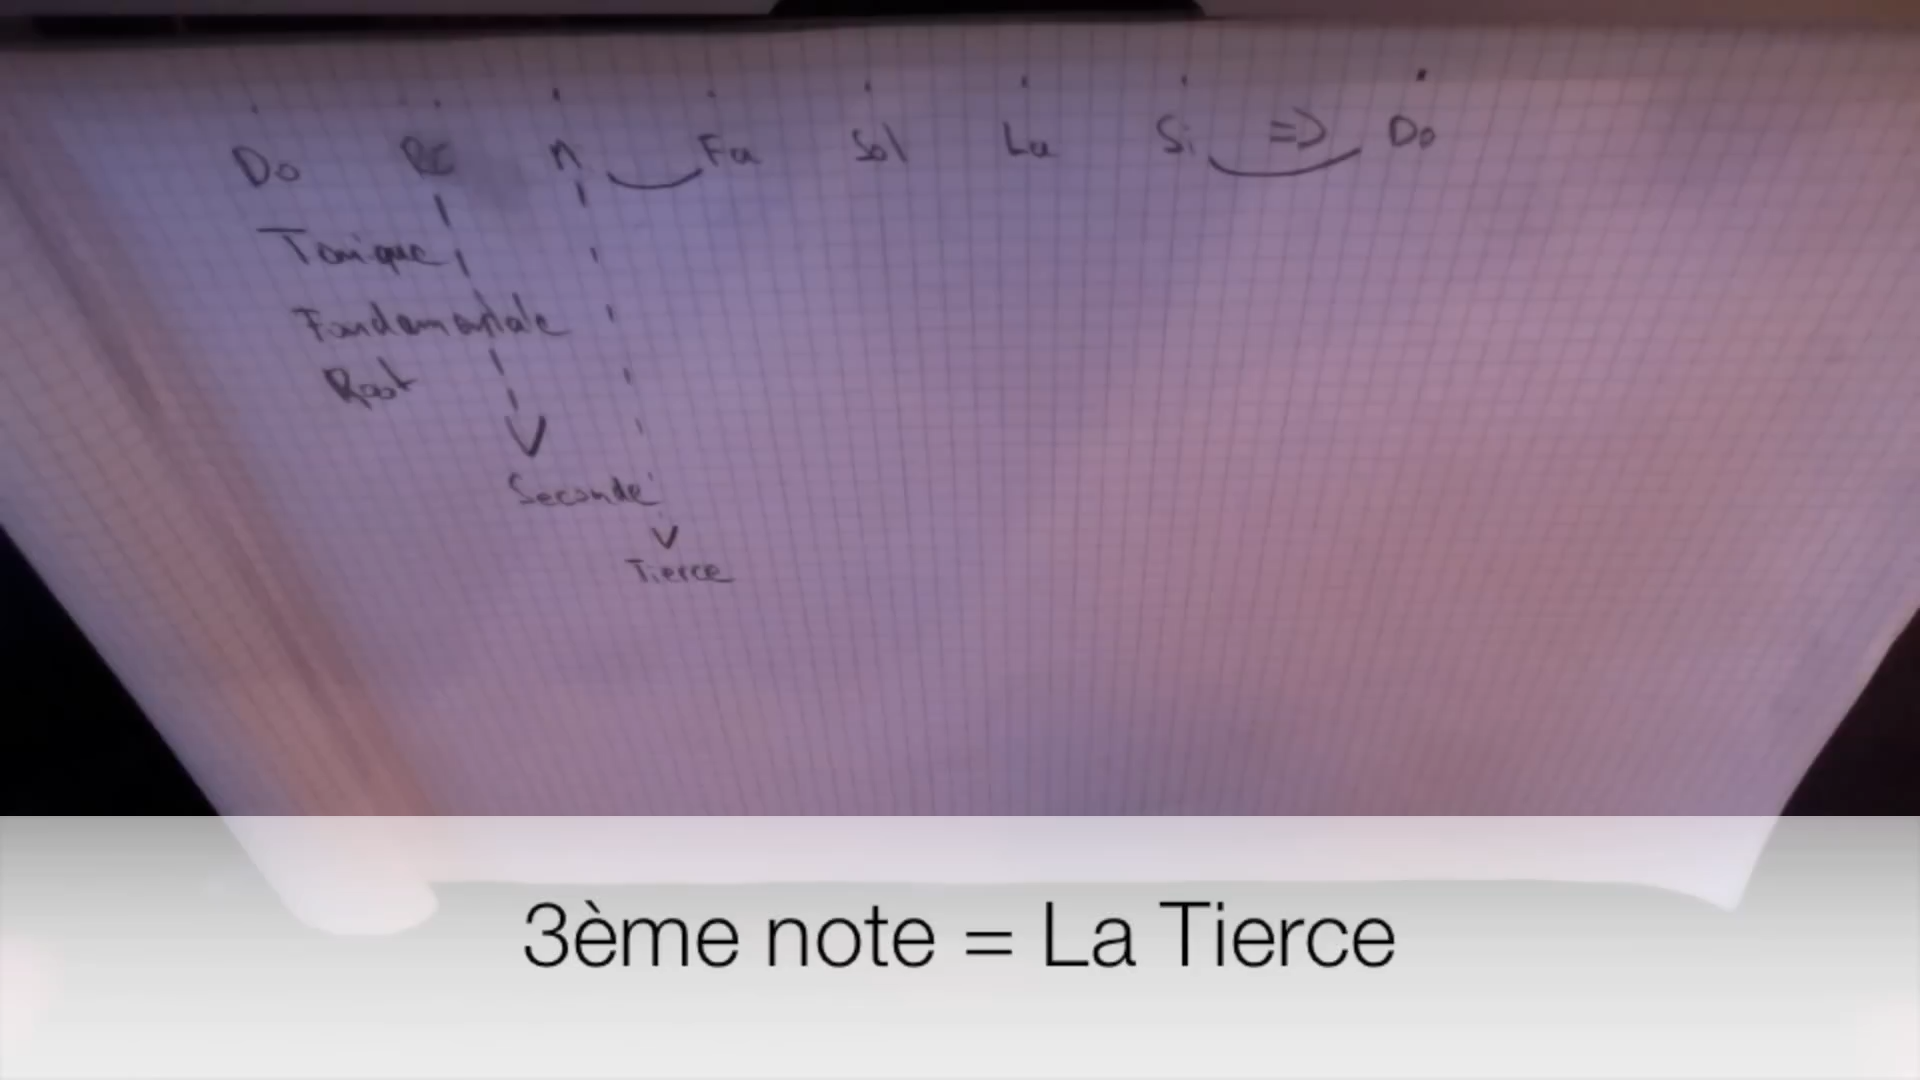 Do Ré Mi Fa Sol La Si => Do
Tonique
Fondamentale
Root
Seconde
Tierce
3ème note = La Tierce